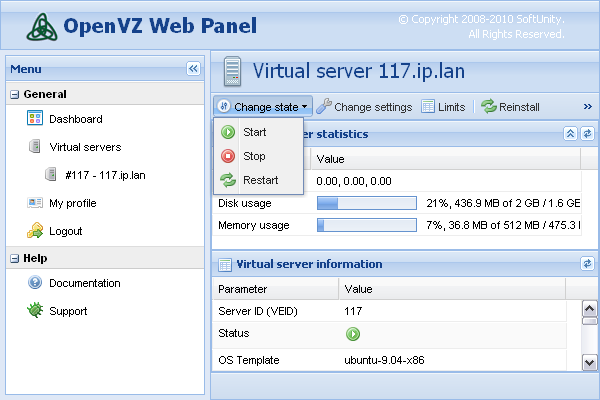 OpenVZ Web Panel
© Copyright 2008-2010 SoftUnity.
All Rights Reserved.
Menu
General
Dashboard
Virtual servers
#117 - 117.ip.lan
My profile
Logout
Help
Documentation
Support
Virtual server 117.ip.lan
Change state
Change settings
Limits
Reinstall
Start
Stop
Restart
er statistics
Value
0.00, 0.00, 0.00
Disk usage
21%, 436.9 MB of 2 GB / 1.6 GE
Memory usage
7%, 36.8 MB of 512 MB / 475.3
Virtual server information
Parameter
Value
Server ID (VEID)
117
Status
OS Template
ubuntu-9.04-x86